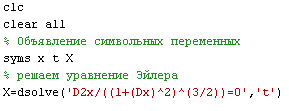 clc
clear all
% Объявление символьных переменных
syms x t X
% решаем уравнение Эйлера
X=dsolve('D2x/((1+(Dx)^2)^(3/2))=0','t')